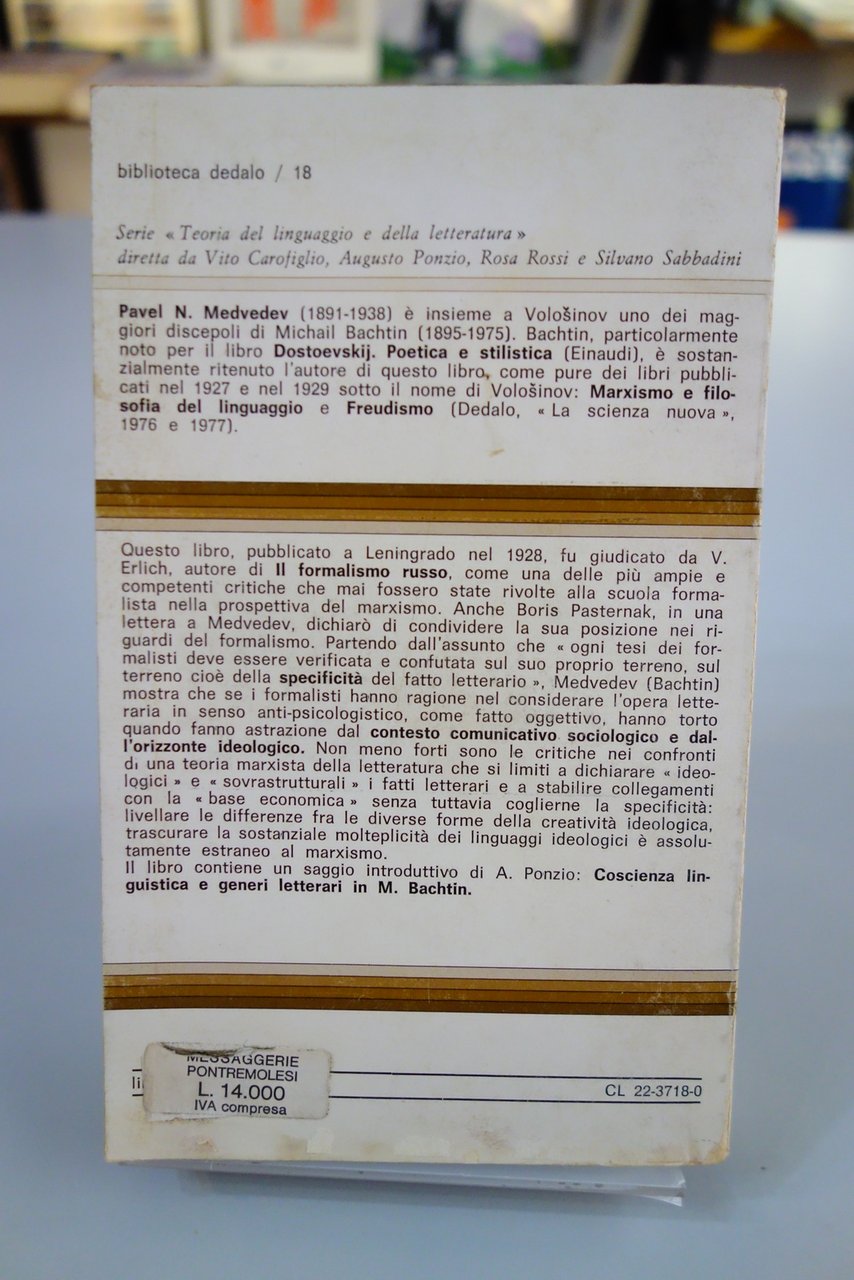 biblioteca dedalo / 18
Serie « Teoria del linguaggio e della letteratura »
diretta da Vito Carofiglio, Augusto Ponzio, Rosa Rossi e Silvano Sabbadini
Pavel N. Medvedev (1891-1938) è insieme a Vološinov uno dei mag-
giori discepoli di Michail Bachtin (1895-1975). Bachtin, particolarmente
noto per il libro Dostoevskij. Poetica e stilistica (Einaudi), è sostan-
zialmente ritenuto l'autore di questo libro, come pure dei libri pubbli-
cati nel 1927 e nel 1929 sotto il nome di Vološinov: Marxismo e filo-
sofia del linguaggio e Freudismo (Dedalo, « La scienza nuova »,
1976 e 1977).
Questo libro, pubblicato a Leningrado nel 1928, fu giudicato da V.
Erlich, autore di Il formalismo russo, come una delle più ampie e
competenti critiche che mai fossero state rivolte alla scuola forma-
lista nella prospettiva del marxismo. Anche Boris Pasternak, in una
lettera a Medvedev, dichiarò di condividere la sua posizione nei ri-
guardi del formalismo. Partendo dall'assunto che « ogni tesi dei for-
malisti deve essere verificata e confutata sul suo proprio terreno, sul
terreno cioè della specificità del fatto letterario », Medvedev (Bachtin)
mostra che se i formalisti hanno ragione nel considerare l'opera lette-
raria in senso anti-psicologistico, come fatto oggettivo, hanno torto
quando fanno astrazione dal contesto comunicativo sociologico e dal-
l'orizzonte ideologico. Non meno forti sono le critiche nei confronti
di una teoria marxista della letteratura che si limiti a dichiarare « ideo-
logici » e « sovrastrutturali » i fatti letterari e a stabilire collegamenti
con la « base economica » senza tuttavia coglierne la specificità:
livellare le differenze fra le diverse forme della creatività ideologica,
trascurare la sostanziale molteplicità dei linguaggi ideologici è assolu-
tamente estraneo al marxismo.
Il libro contiene un saggio introduttivo di A. Ponzio: Coscienza lin-
guistica e generi letterari in M. Bachtin.
MESSAGGERIE
PONTREMOLESI
L. 14.000
IVA compresa
CL 22-3718-0